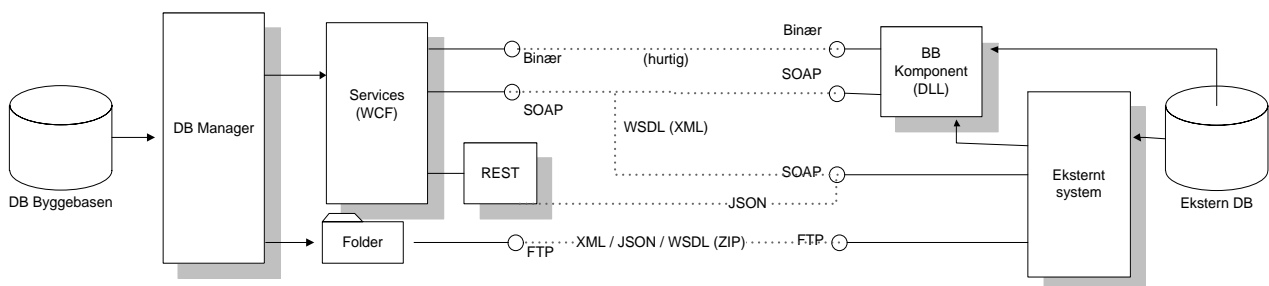 DB Byggebasen
DB Manager
Services
(WCF)
REST
Folder
Binær
SOAP
FTP
(hurtig)
WSDL (XML)
JSON
XML / JSON / WSDL (ZIP)
Binær
SOAP
SOAP
FTP
BB
Komponent
(DLL)
Eksternt
system
Ekstern DB